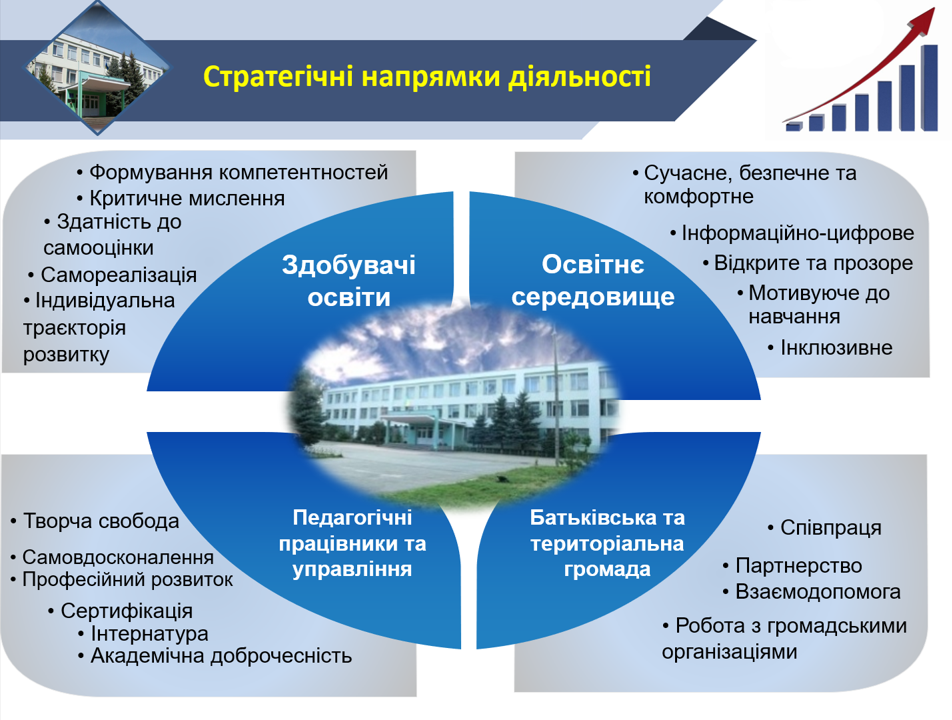 Стратегічні напрямки діяльності
• Формування компетентностей
• Критичне мислення
• Здатність до
самооцінки
• Самореалізація
• Індивідуальна
траєкторія
розвитку
Здобувачі
освіти
Освітнє
середовище
• Сучасне, безпечне та
комфортне
• Інформаційно-цифрове
• Відкрите та прозоре
• Мотивуюче до
навчання
• Інклюзивне
• Творча свобода
• Самовдосконалення
• Професійний розвиток
• Сертифікація
• Інтернатура
• Академічна доброчесність
Педагогічні
працівники та
управління
Батьківська та
територіальна
громада
• Співпраця
• Партнерство
• Взаємодопомога
• Робота з громадськими
організаціями